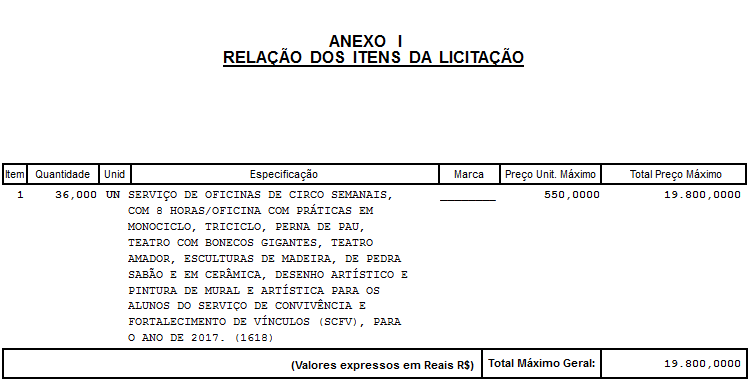 ANEXO I
RELAÇÃO DOS ITENS DA LICITAÇÃO
Item Quantidade Unid Especificação Marca Preço Unit. Máximo Total Preço Máximo
1 36,000 UN SERVIÇO DE OFICINAS DE CIRCO SEMANAIS, ________ 550,0000 19.800,0000
COM 8 HORAS/OFICINA COM PRÁTICAS EM
MONOCICLO, TRICICLO, PERNA DE PAU,
TEATRO COM BONECOS GIGANTES, TEATRO
AMADOR, ESCULTURAS DE MADEIRA, DE PEDRA
SABÃO E EM CERÂMICA, DESENHO ARTÍSTICO E
PINTURA DE MURAL E ARTÍSTICA PARA OS
ALUNOS DO SERVIÇO DE CONVIVÊNCIA E
FORTALECIMENTO DE VÍNCULOS (SCFV), PARA
O ANO DE 2017. (1618)
(Valores expressos em Reais R$) Total Máximo Geral: 19.800,0000